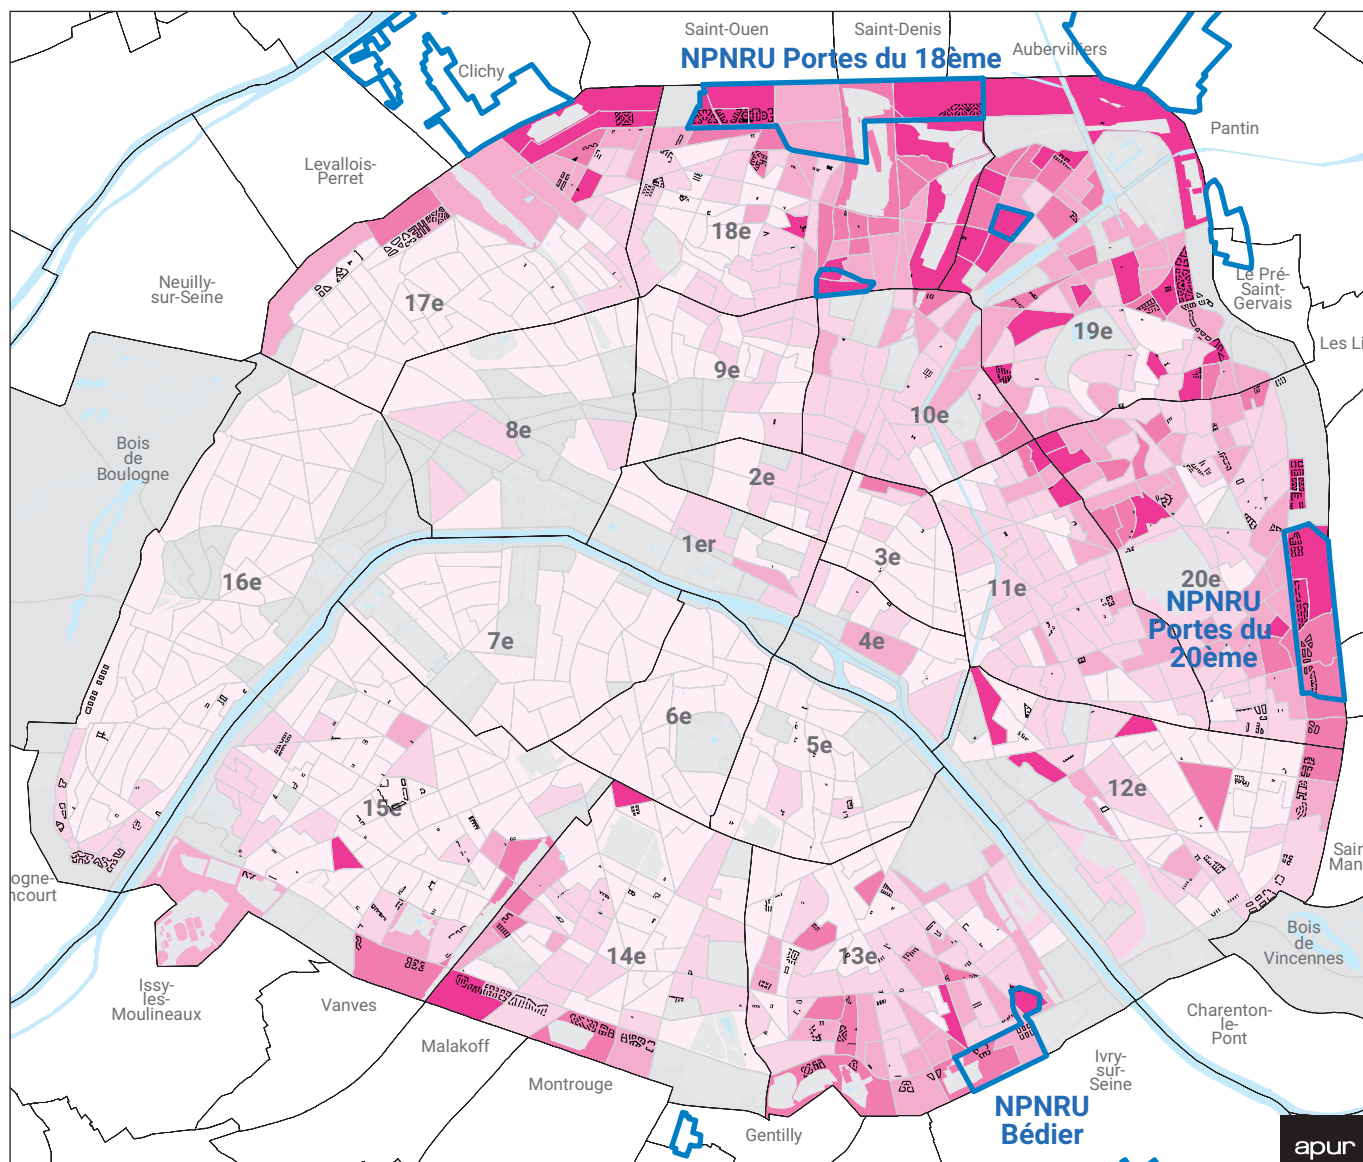 Saint-Ouen
Saint-Denis
Aubervilliers
NPNRU Portes du 18ème
Clichy
Pantin
Levallois-
Perret
18e
Neuilly-
sur-Seine
Le Pré-
Saint-
Gervais
17e
19e
Les Li
9e
10e
8e
Bois
de
Boulogne
2e
1er
3e
16e
11e
20e
NPNRU
Portes du
20ème
7e
4e
6e
5e
12e
15e
Sain
Man
ogne-
ncourt
Bois
de
Vincennes
14e
13e
Issy-
les-
Moulineaux
Vanves
Charenton-
le-
Pont
Malakoff
Ivry-
sur-
Seine
Montrouge
NPNRU
Bédier
Gentilly
apur